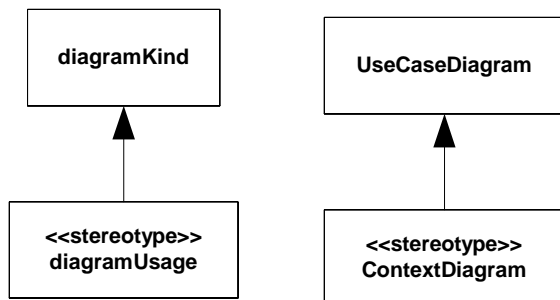 diagramKind
UseCaseDiagram
<<stereotype>>
diagramUsage
<<stereotype>>
ContextDiagram